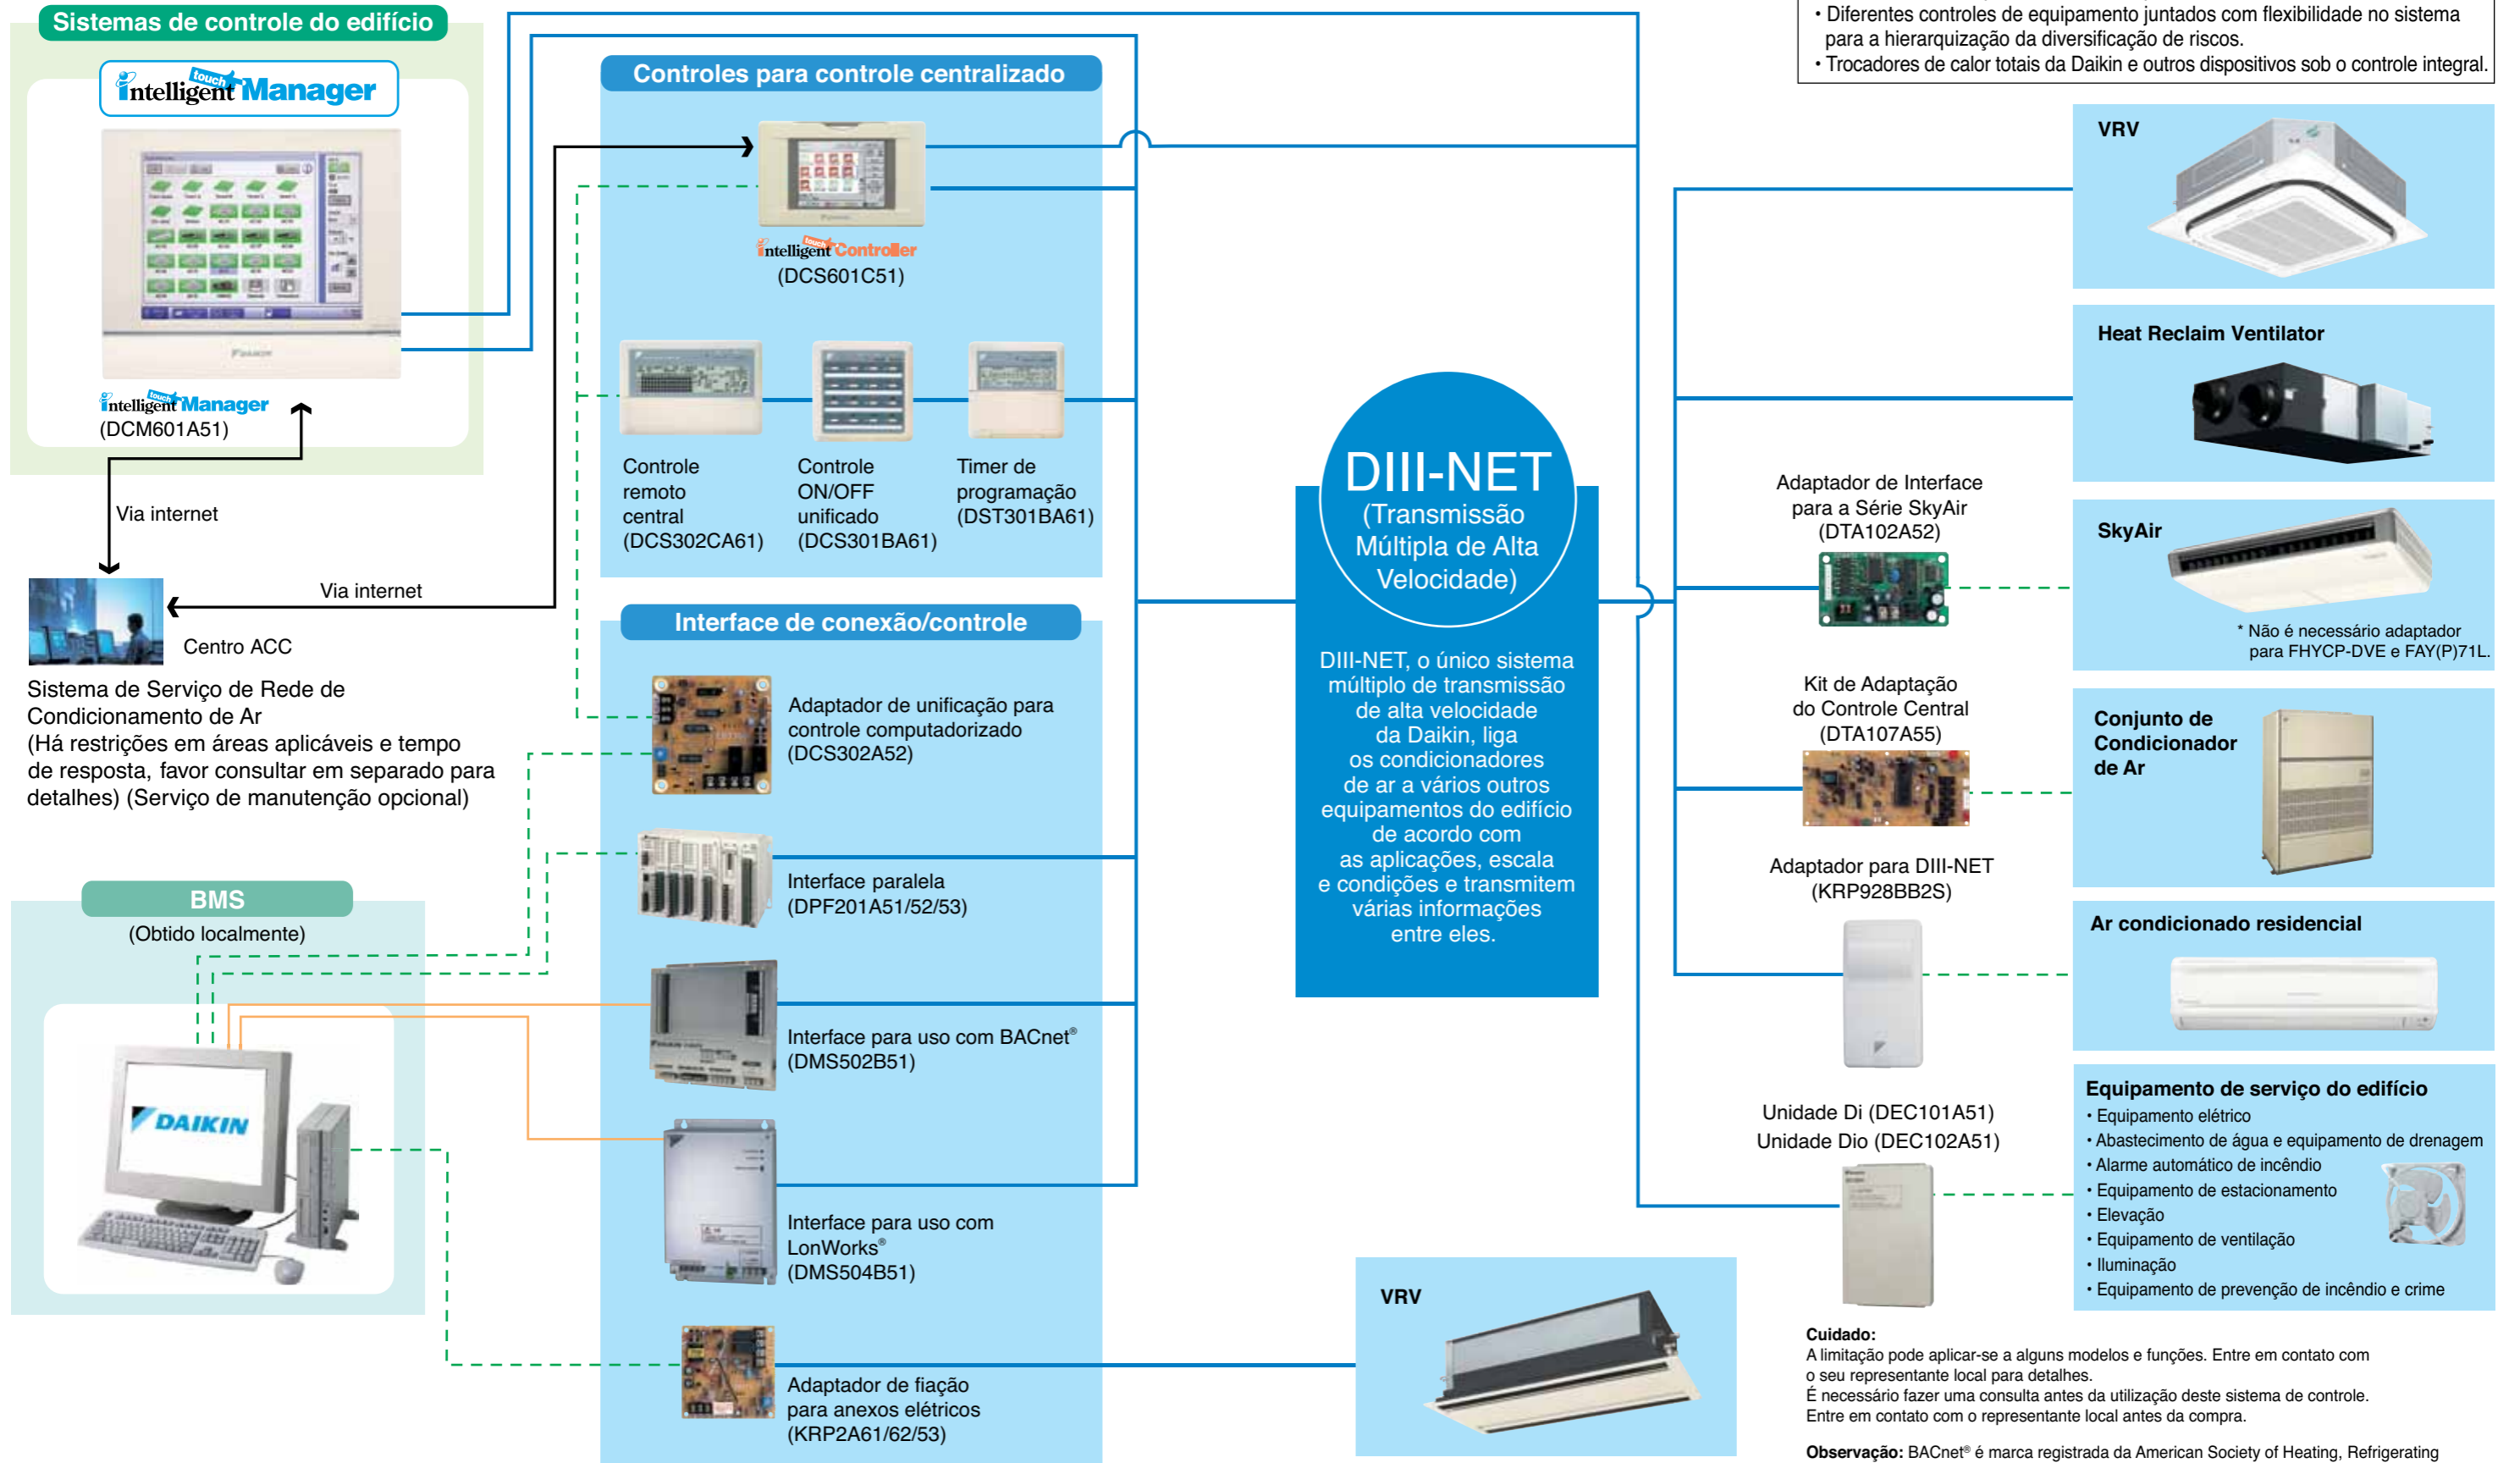 • Diferentes controles de equipamento juntados com flexibilidade no sistema
para a hierarquização da diversificação de riscos.
• Trocadores de calor totais da Daikin e outros dispositivos sob o controle integral.
Sistemas de controle do edifício
intelligent touch Manager
DAIKIN
intelligent touch Manager
(DCM601A51)
Via internet
Via internet
Centro ACC
Sistema de Serviço de Rede de
Condicionamento de Ar
(Há restrições em áreas aplicáveis e tempo
de resposta, favor consultar em separado para
detalhes) (Serviço de manutenção opcional)
BMS
(Obtido localmente)
DAIKIN
Controles para controle centralizado
intelligent touch Controller
(DCS601C51)
Controle
remoto
central
(DCS302CA61)
Controle
ON/OFF
unificado
(DCS301BA61)
Timer de
programação
(DST301BA61)
Interface de conexão/controle
Adaptador de unificação para
controle computadorizado
(DCS302A52)
Interface paralela
(DPF201A51/52/53)
Interface para uso com BACnet®
(DMS502B51)
Interface para uso com
LonWorks®
(DMS504B51)
Adaptador de fiação
para anexos elétricos
(KRP2A61/62/53)
DIII-NET
(Transmissão
Múltipla de Alta
Velocidade)
DIII-NET, o único sistema
múltiplo de transmissão
de alta velocidade
da Daikin, liga
os condicionadores
de ar a vários outros
equipamentos do edifício
de acordo com
as aplicações, escala
e condições e transmitem
várias informações
entre eles.
VRV
VRV
Heat Reclaim Ventilator
Adaptador de Interface
para a Série SkyAir
(DTA102A52)
SkyAir
* Não é necessário adaptador
para FHYCP-DVE e FAY(P)71L.
Kit de Adaptação
do Controle Central
(DTA107A55)
Conjunto de
Condicionador
de Ar
Adaptador para DIII-NET
(KRP928BB2S)
Ar condicionado residencial
Unidade Di (DEC101A51)
Unidade Dio (DEC102A51)
Equipamento de serviço do edifício
• Equipamento elétrico
• Abastecimento de água e equipamento de drenagem
• Alarme automático de incêndio
• Equipamento de estacionamento
• Elevação
• Equipamento de ventilação
• Iluminação
• Equipamento de prevenção de incêndio e crime
Cuidado:
A limitação pode aplicar-se a alguns modelos e funções. Entre em contato com
o seu representante local para detalhes.
É necessário fazer uma consulta antes da utilização deste sistema de controle.
Entre em contato com o representante local antes da compra.
Observação: BACnet® é marca registrada da American Society of Heating, Refrigerating